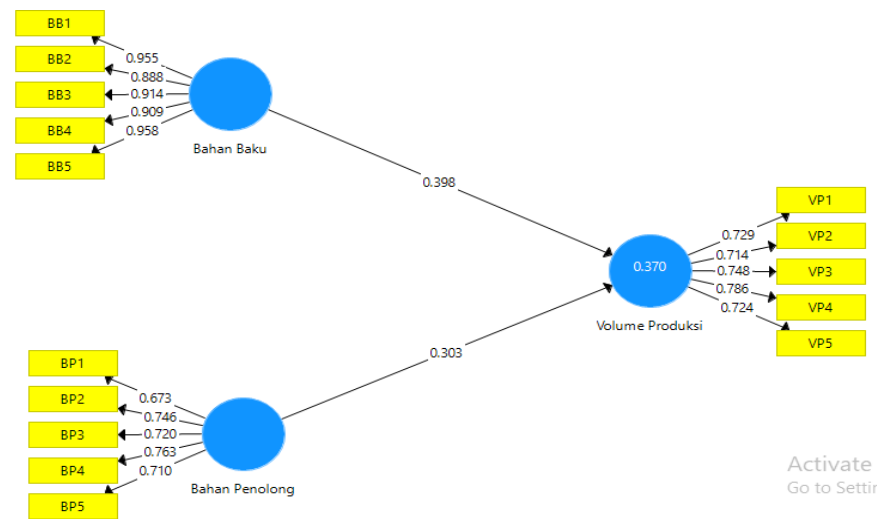 BB1
BB2
BB3
BB4
BB5
0.955
0.888
0.914
0.909
0.958
Bahan Baku
0.398
BP1
BP2
BP3
BP4
BP5
0.673
0.746
0.720
0.763
0.710
Bahan Penolong
0.303
0.370
Volume Produksi
0.729
0.714
0.748
0.786
0.724
VP1
VP2
VP3
VP4
VP5
Activate
Go to Settin